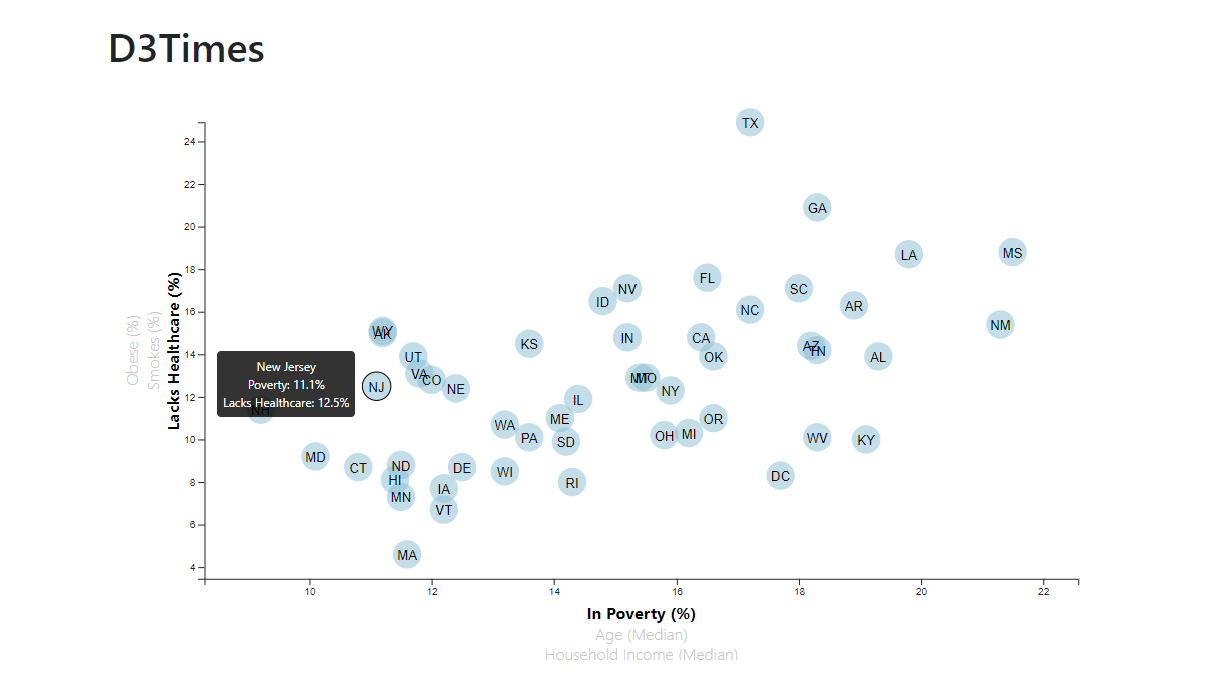 D3Times
TX
24
22
GA
20
LA
MS
18
FL
NV
SC
ID
AR
16
NC
NM
WY
AK
IN
CA
KS
AZ
TN
14
UT
OK
AL
VA
CO
MO
New Jersey
Poverty: 11.1%
Lacks Healthcare: 12.5%
NJ
NE
NY
12
IL
NH
ME
OR
WA
10
PA
SD
OH
MI
WV
KY
MD
CT
ND
DE
WI
DC
8
HI
RI
IA
MN
VT
6
MA
4
Obese (%)
Smokes (%)
Lacks Healthcare (%)
10 12 14 16 18 20 22
In Poverty (%)
Age (Median)
Household Income (Median)